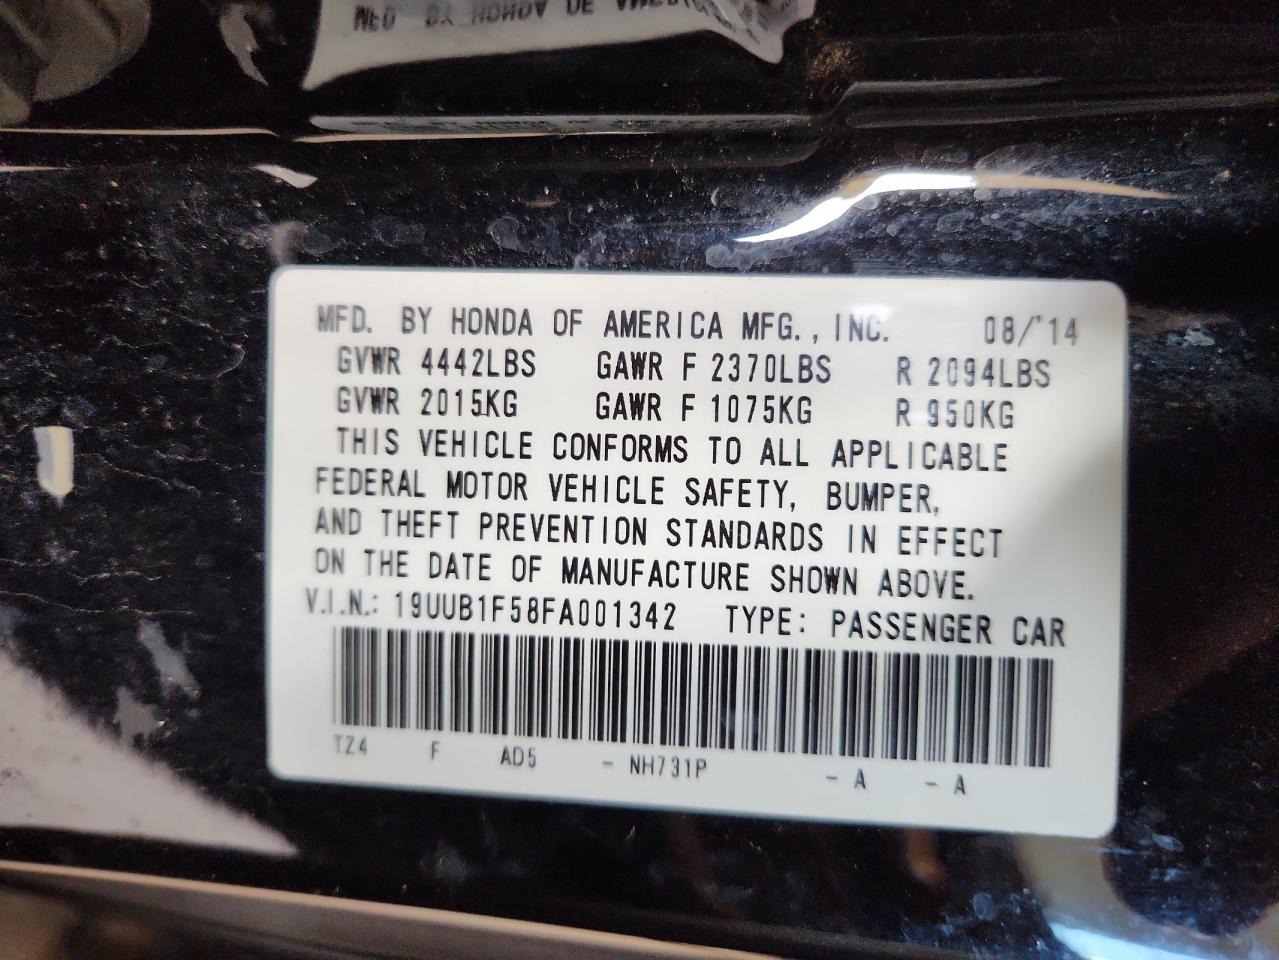 MFD. BY HONDA OF AMERICA MFG., INC. 08/'14
GVWR 4442LBS GAWR F 2370LBS R 2094LBS
GVWR 2015KG GAWR F 1075KG R 950KG
THIS VEHICLE CONFORMS TO ALL APPLICABLE
FEDERAL MOTOR VEHICLE SAFETY, BUMPER,
AND THEFT PREVENTION STANDARDS IN EFFECT
ON THE DATE OF MANUFACTURE SHOWN ABOVE.
V.I.N.: 19UUB1F58FA001342 TYPE: PASSENGER CAR
TZ4 F AD5 - NH731P - A - A